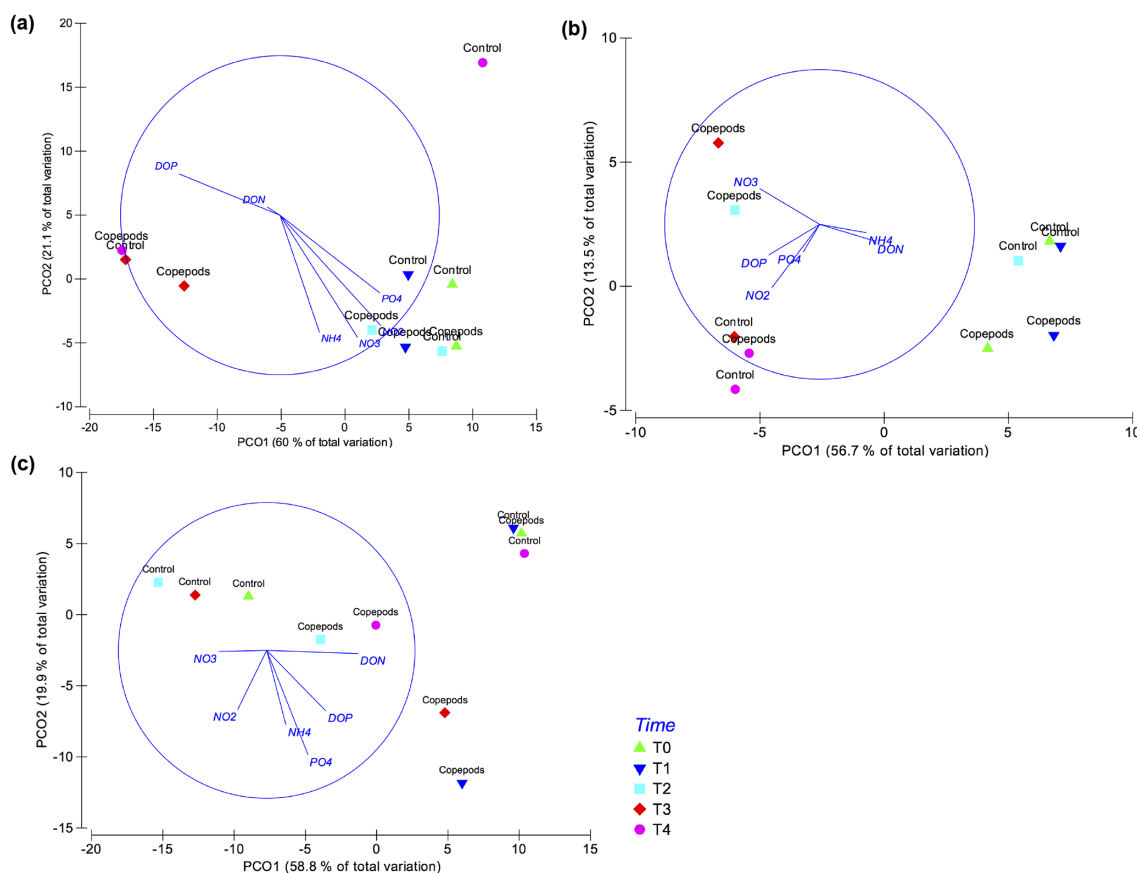 (a)
20
15
10
5
0
-5
-10
PCO2 (21.1 % of total variation)
Control
DOP
DON
Copepods
Control
Copepods
Control
Control
PO4
Copepods
NO2
NH4
NO3
Copepods
Copepods
Control
-20
-15
-10
-5
0
5
10
15
PCO1 (60 % of total variation)
(b)
10
5
0
-5
PCO2 (13.5 % of total variation)
Copepods
NO3
Copepods
Control
Control
Control
NH4
DON
DOP
PO4
NO2
Control
Copepods
Control
Copepods
Copepods
-10
-5
0
5
10
PCO1 (56.7 % of total variation)
(c)
10
5
0
-5
-10
-15
PCO2 (19.9 % of total variation)
Control
Copepods
Control
Control
Control
Control
Copepods
Copepods
NO3
DON
NO2
DOP
NH4
PO4
Copepods
Copepods
-20
-15
-10
-5
0
5
10
15
PCO1 (58.8 % of total variation)
Time
T0
T1
T2
T3
T4